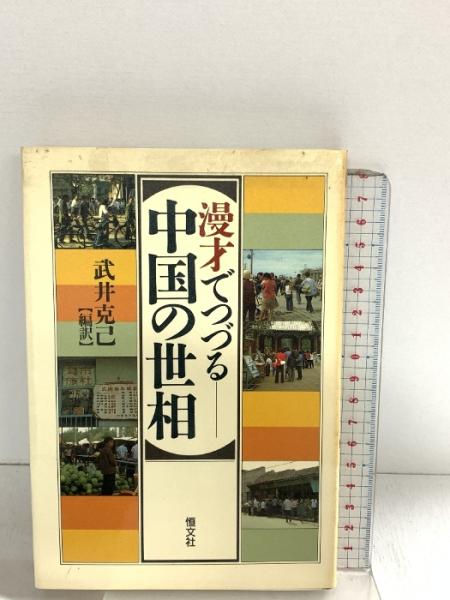 漫才でつづる
【中国の世相】
武井克己
【編訳】
恒文社